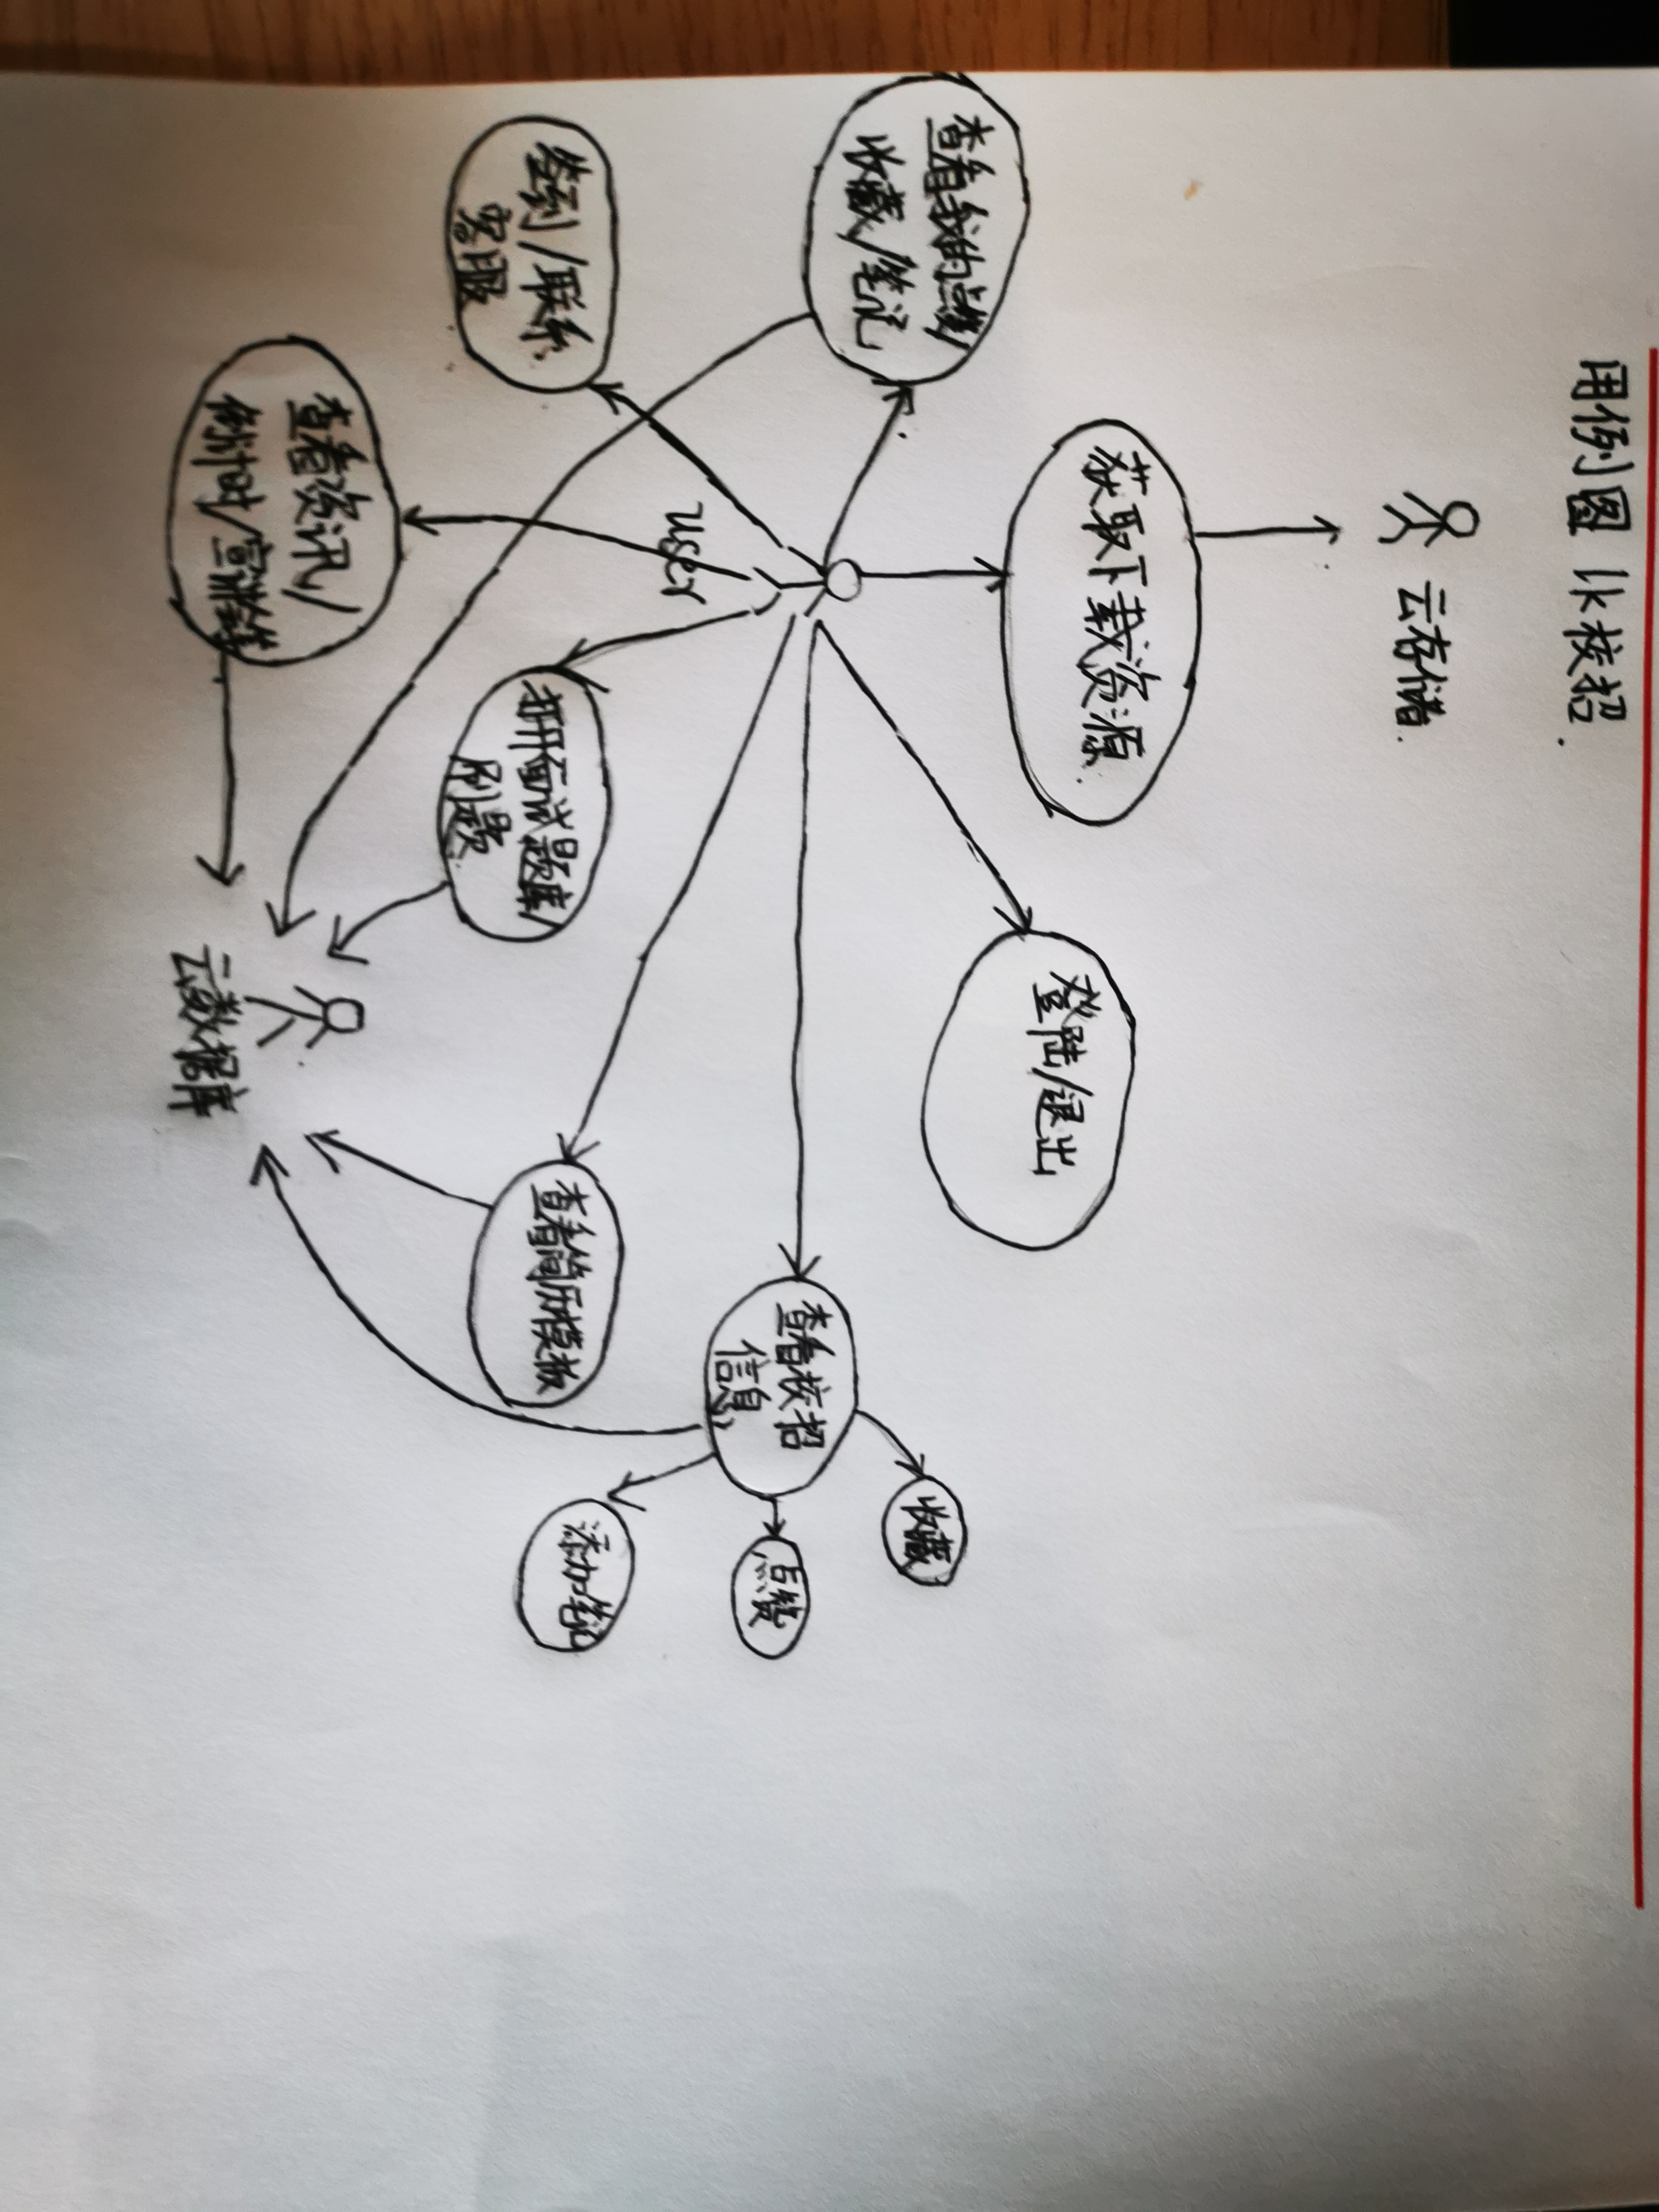 用例图 lk校招.
云存储.
获取下载资源.
登陆/退出
查看我的点赞/
收藏/笔记
收藏
查看校招
信息
点赞
user
添加笔记
签到/联系
客服
打开面试题库/
刷题
查看简历模板
查看资讯/
倒计时/宣讲会等
云数据库